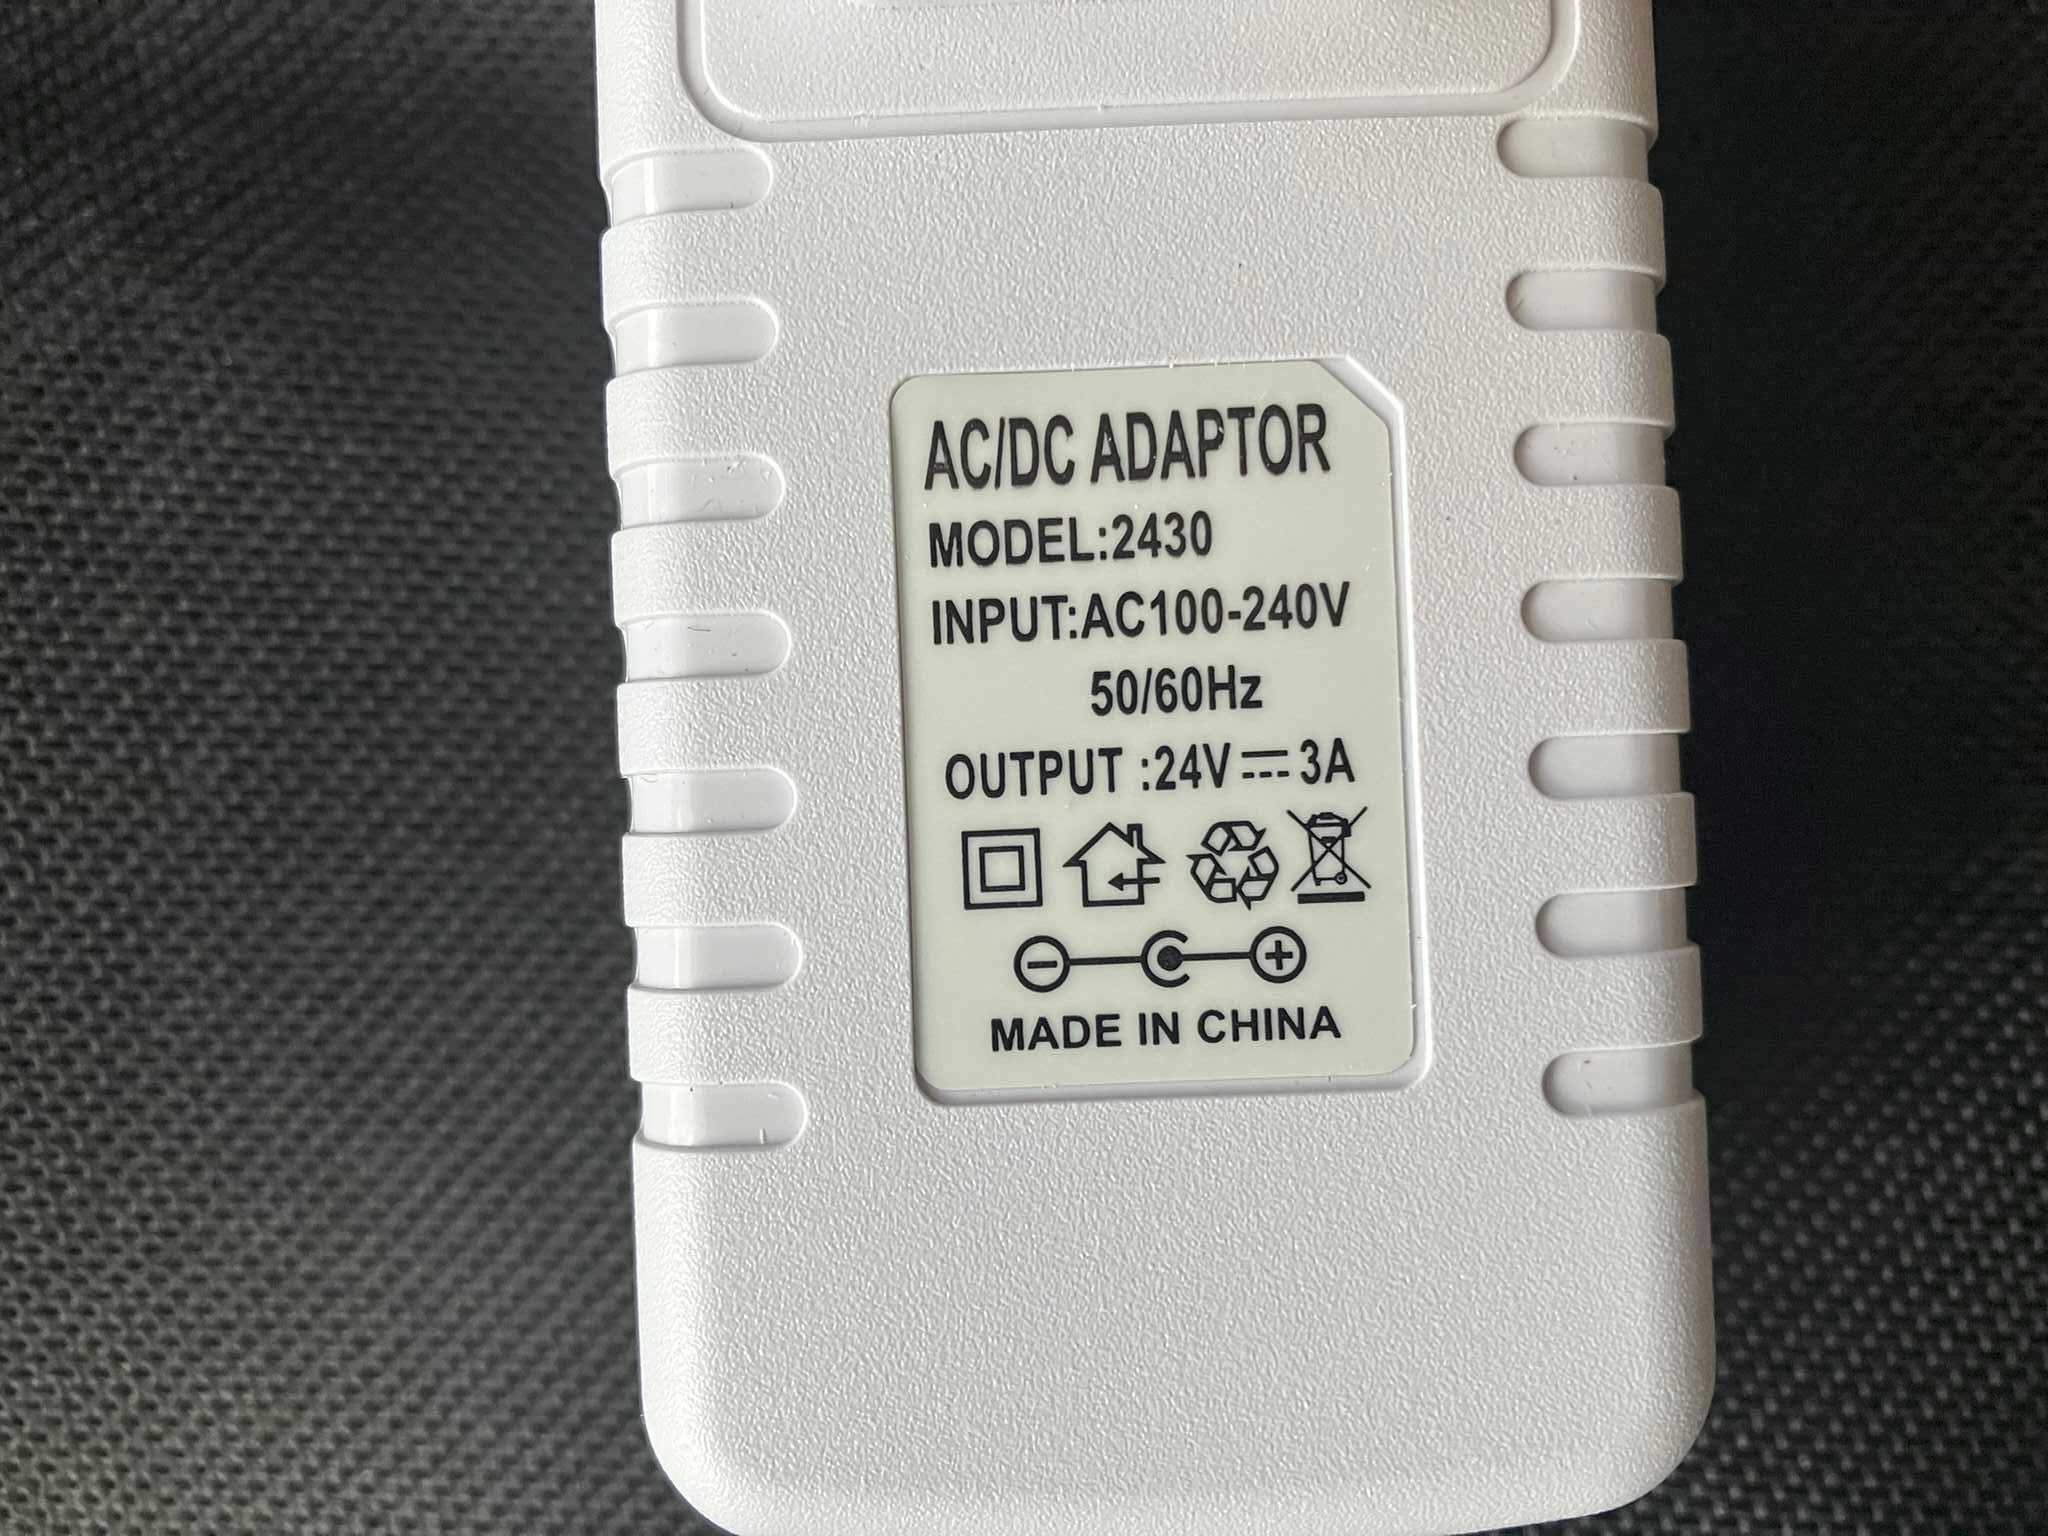 AC/DC ADAPTOR
MODEL:2430
INPUT:AC100-240V
50/60Hz
OUTPUT :24V⎓3A
MADE IN CHINA